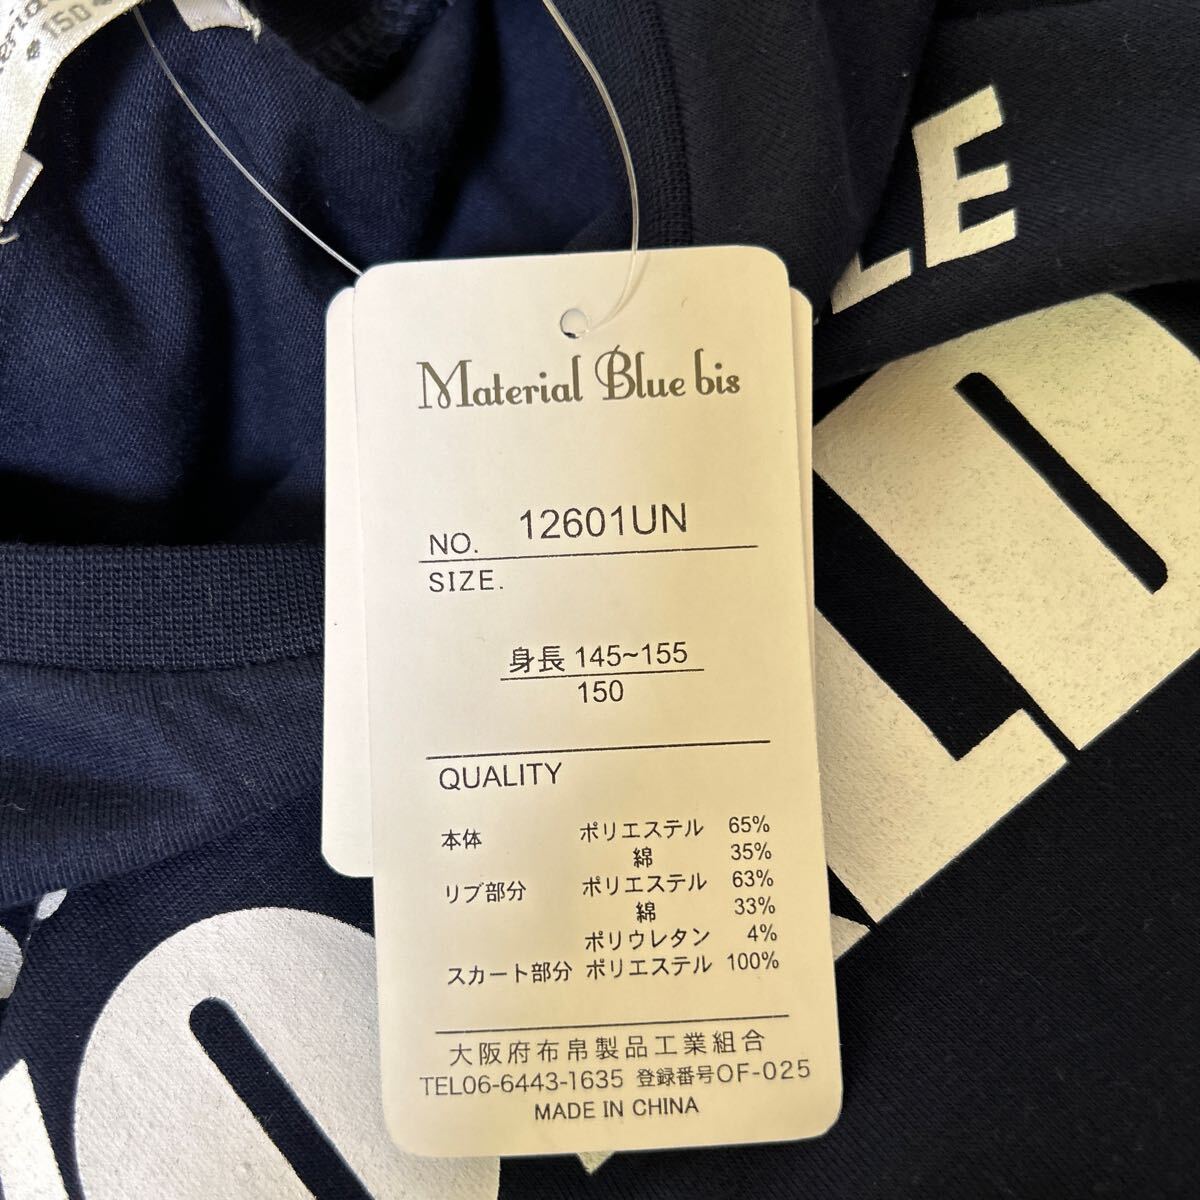 150
LE
Material Blue bis
NO. 12601UN
SIZE.
身長 145~155
150
QUALITY
本体 ポリエステル 65%
綿 35%
リブ部分 ポリエステル 63%
綿 33%
ポリウレタン 4%
スカート部分 ポリエステル 100%
大阪府布帛製品工業組合
TEL06-6443-1635 登録番号OF-025
MADE IN CHINA